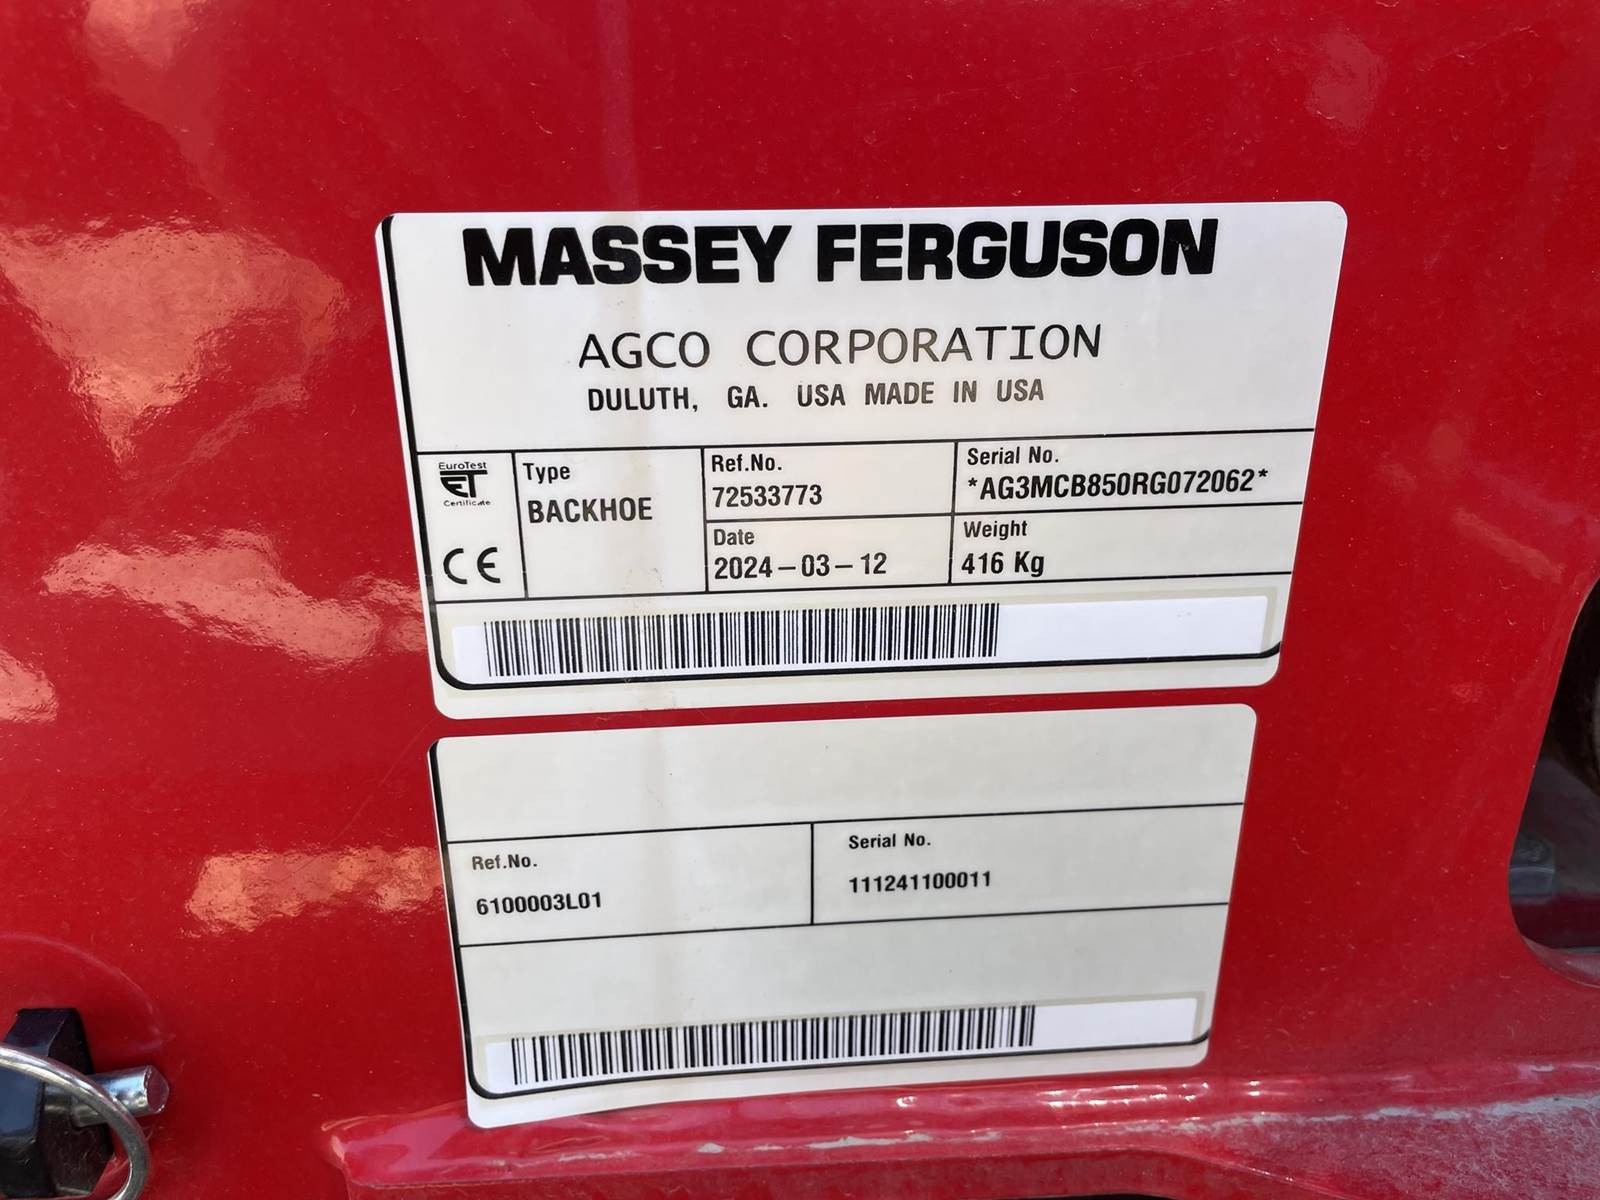 MASSEY FERGUSON
AGCO CORPORATION
DULUTH, GA. USA MADE IN USA
EuroTest
ET
Certificate
CE
Type
BACKHOE
Ref.No.
72533773
Date
2024-03-12
Serial No.
*AG3MCB850RG072062*
Weight
416 Kg
Ref.No.
6100003L01
Serial No.
111241100011